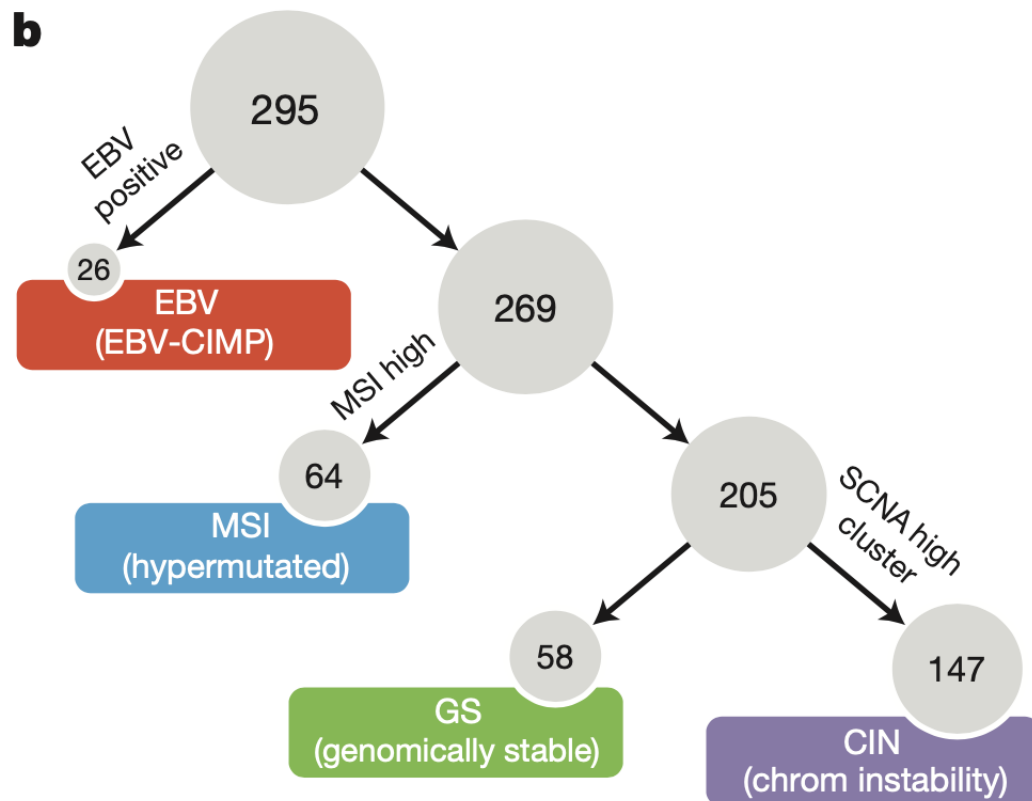 b
295
EBV
positive
26
EBV
(EBV-CIMP)
269
MSI high
64
MSI
(hypermutated)
205
SCNA high
cluster
58
GS
(genomically stable)
147
CIN
(chrom instability)